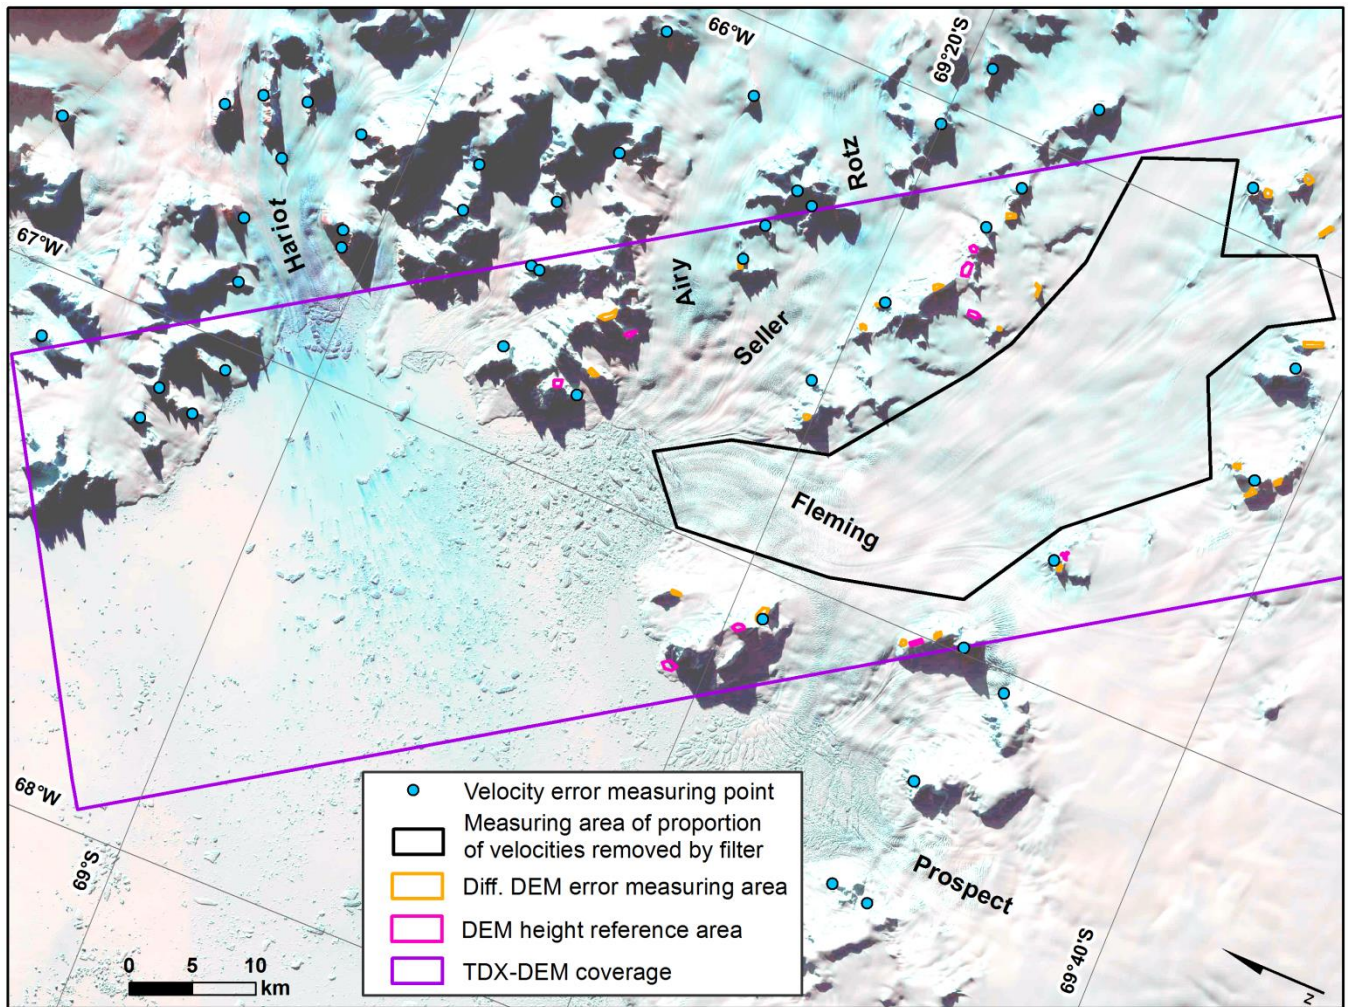 66°W
69°20'S
Rotz
Hariot
67°W
Airy
Seller
Fleming
68°W
69°S
Prospect
69°40'S
Velocity error measuring point
Measuring area of proportion
of velocities removed by filter
Diff. DEM error measuring area
DEM height reference area
TDX-DEM coverage
0 5 10
km
N